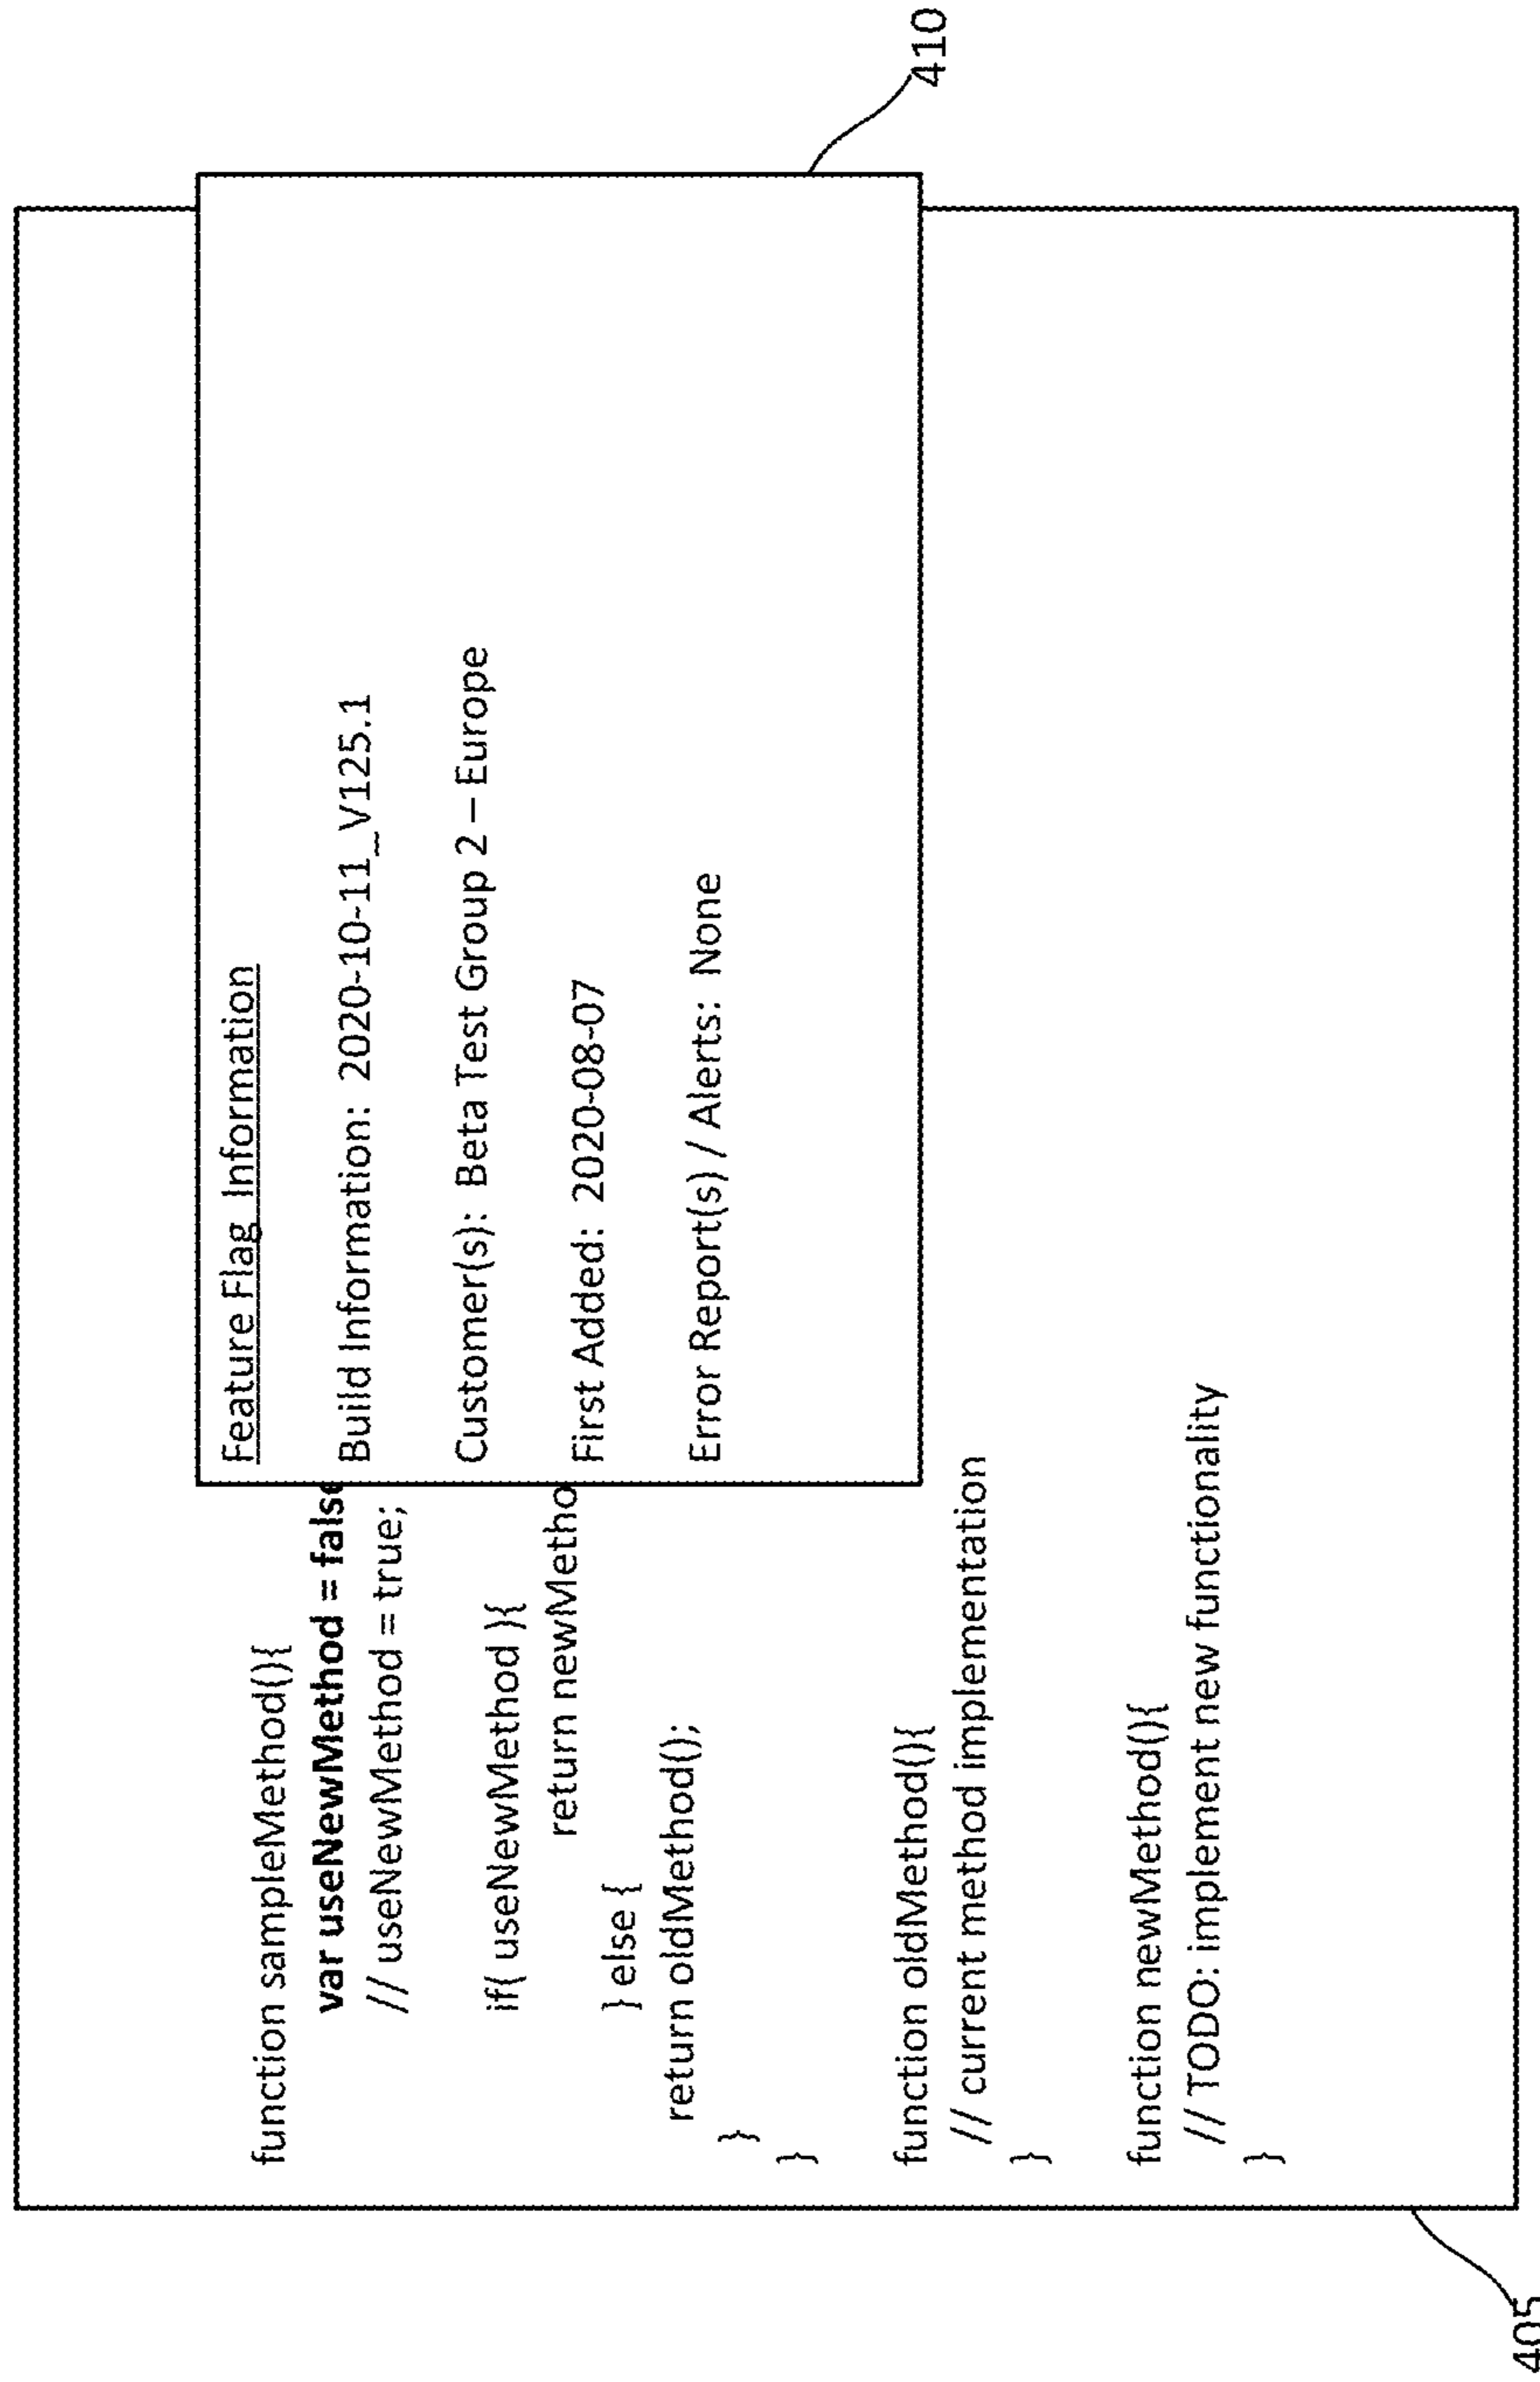 function sampleMethod(){
var useNewMethod = false
// useNewMethod = true;
if( useNewMethod ){
return newMetho
} else {
return oldMethod();
}
}
function oldMethod(){
// current method implementation
}
function newMethod(){
// TODO: implement new functionality
}
Feature Flag Information
Build Information: 2020-10-11_V125.1
Customer(s): Beta Test Group 2 – Europe
First Added: 2020-08-07
Error Report(s) / Alerts: None
410
405